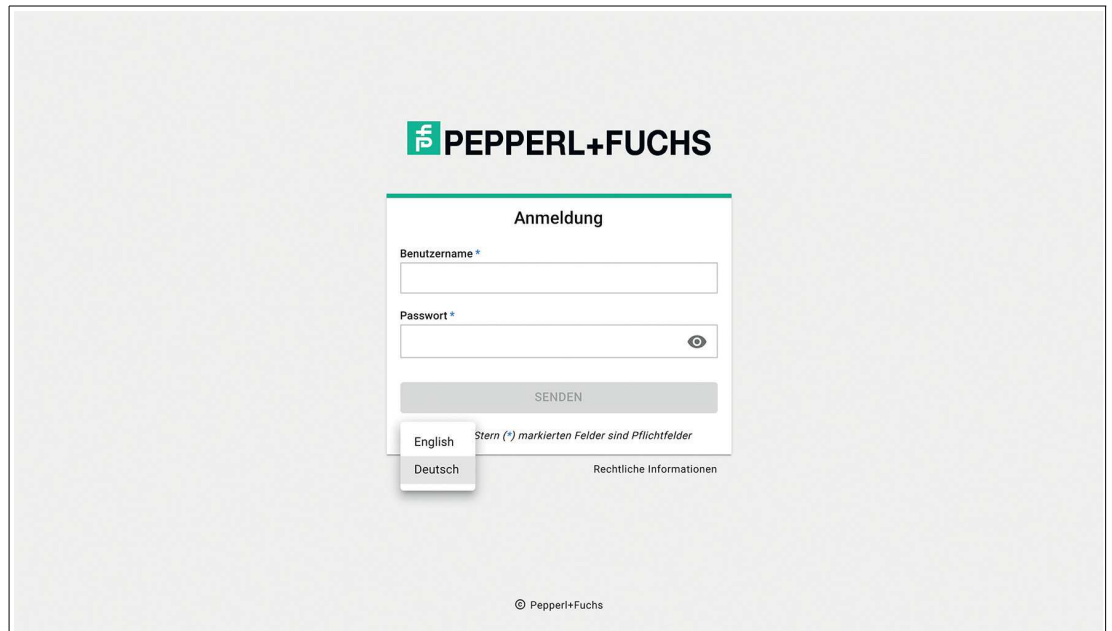 PEPPERL+FUCHS
Anmeldung
Benutzername *
Passwort *
SENDEN
Stern (*) markierten Felder sind Pflichtfelder
English
Deutsch
Rechtliche Informationen
© Pepperl+Fuchs